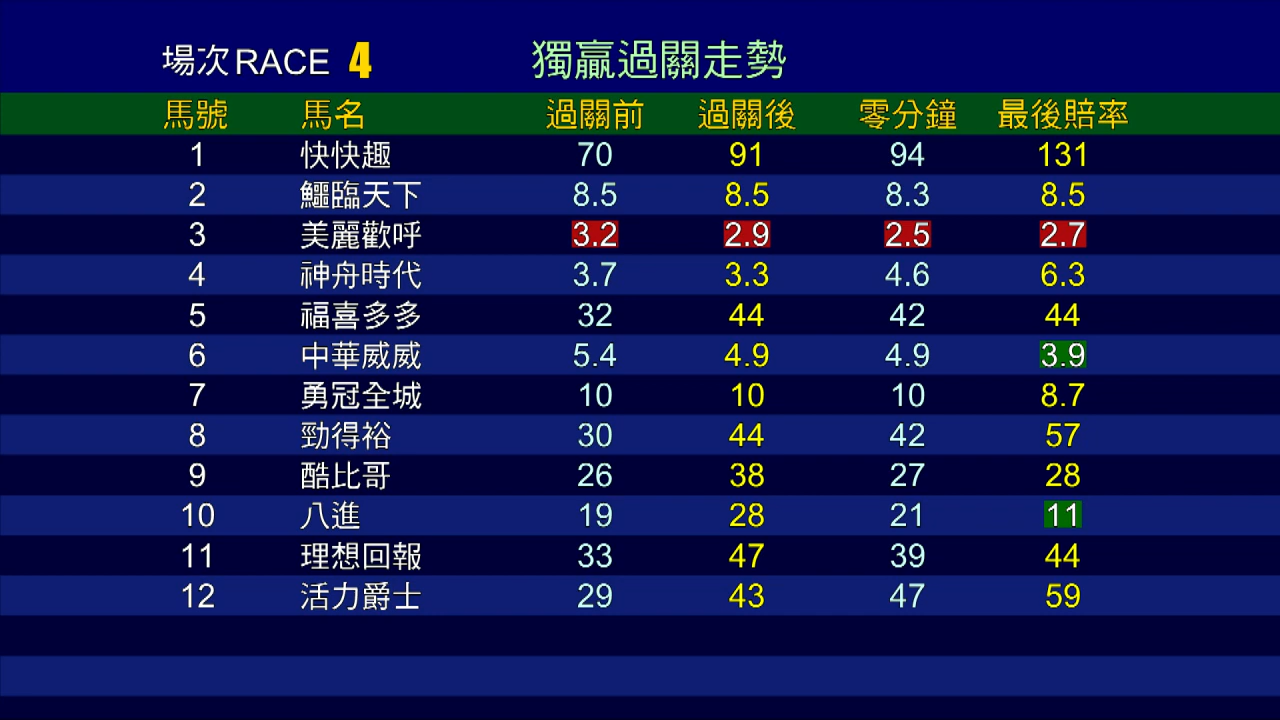 場次RACE 4 獨贏過關走勢
馬號 馬名 過關前 過關後 零分鐘 最後賠率
1 快快趣 70 91 94 131
2 鱷臨天下 8.5 8.5 8.3 8.5
3 美麗歡呼 3.2 2.9 2.5 2.7
4 神舟時代 3.7 3.3 4.6 6.3
5 福喜多多 32 44 42 44
6 中華威威 5.4 4.9 4.9 3.9
7 勇冠全城 10 10 10 8.7
8 勁得裕 30 44 42 57
9 酷比哥 26 38 27 28
10 八進 19 28 21 11
11 理想回報 33 47 39 44
12 活力爵士 29 43 47 59